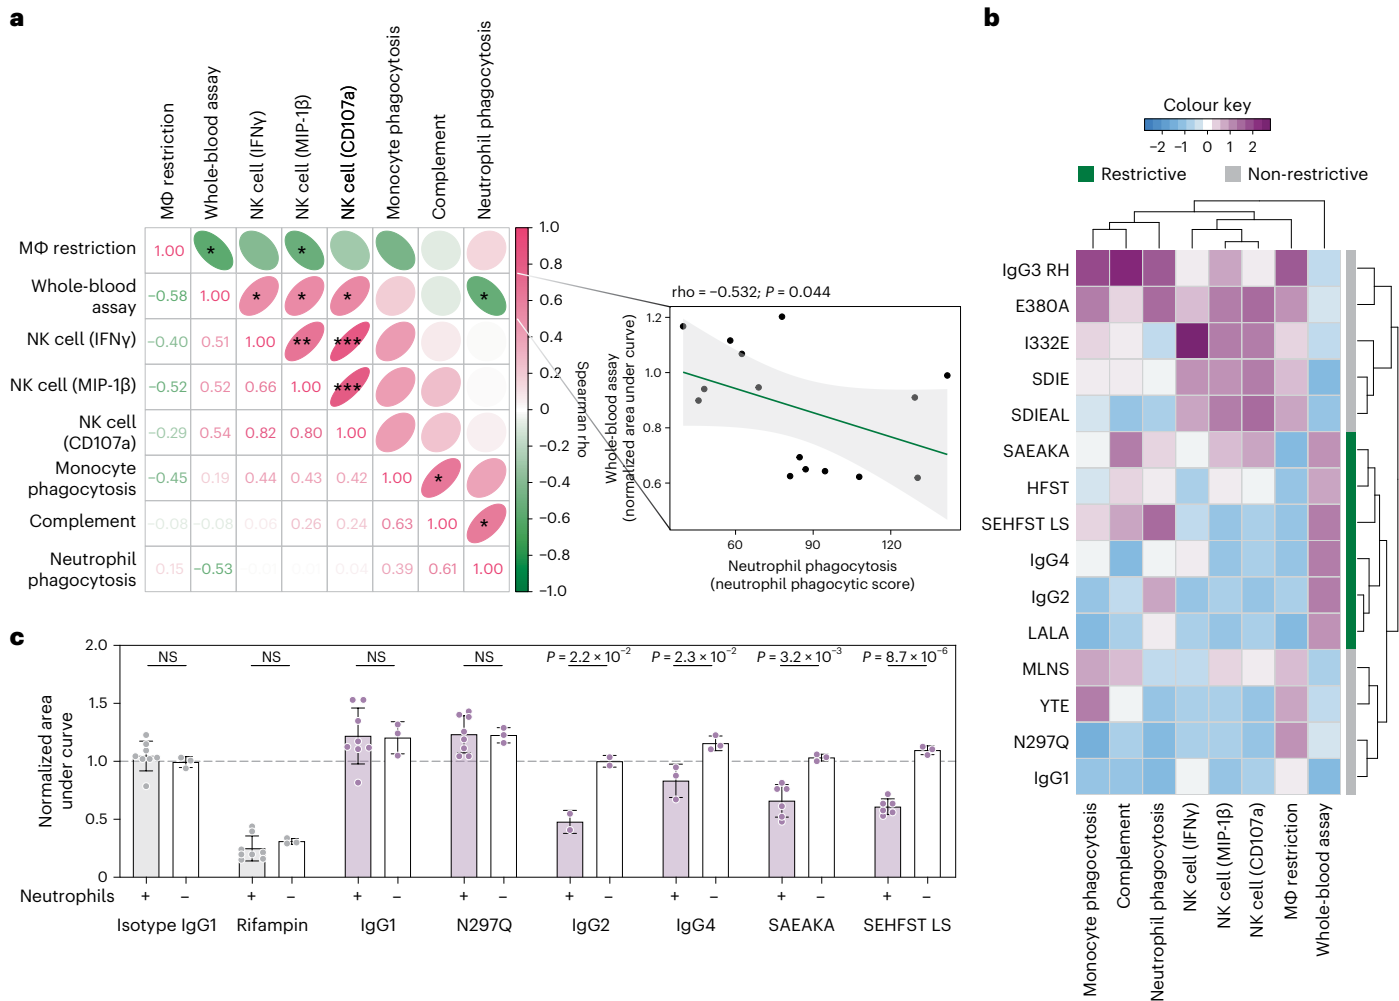 a
MΦ restriction
Whole-blood assay
NK cell (IFNγ)
NK cell (MIP-1β)
NK cell (CD107a)
Monocyte phagocytosis
Complement
Neutrophil phagocytosis
MΦ restriction
1.00 * *
Whole-blood
assay
−0.58 1.00 * * * *
NK cell (IFNγ)
−0.40 0.51 1.00 ** ***
NK cell (MIP-1β)
−0.52 0.52 0.66 1.00 ***
NK cell
(CD107a)
−0.29 0.54 0.82 0.80 1.00
Monocyte
phagocytosis
−0.45 0.19 0.44 0.43 0.42 1.00 *
Complement
−0.08 −0.08 0.06 0.26 0.24 0.63 1.00 *
Neutrophil
phagocytosis
0.15 −0.53 −0.01 0.01 0.04 0.39 0.61 1.00
1.0
0.8
0.6
0.4
0.2
0
−0.2
−0.4
−0.6
−0.8
−1.0
Spearman rho
rho = −0.532; P = 0.044
Whole-blood assay
(normalized area under curve)
1.2
1.0
0.8
0.6
60 90 120
Neutrophil phagocytosis
(neutrophil phagocytic score)
b
Colour key
−2 −1 0 1 2
Restrictive Non-restrictive
IgG3 RH
E380A
I332E
SDIE
SDIEAL
SAEAKA
HFST
SEHFST LS
IgG4
IgG2
LALA
MLNS
YTE
N297Q
IgG1
Monocyte phagocytosis
Complement
Neutrophil phagocytosis
NK cell (IFNγ)
NK cell (MIP-1β)
NK cell (CD107a)
MΦ restriction
Whole-blood assay
c
Normalized area
under curve
2.0
1.5
1.0
0.5
0
NS NS NS NS P = 2.2 × 10⁻² P = 2.3 × 10⁻² P = 3.2 × 10⁻³ P = 8.7 × 10⁻⁶
Neutrophils + − + − + − + − + − + − + − + −
Isotype IgG1 Rifampin IgG1 N297Q IgG2 IgG4 SAEAKA SEHFST LS